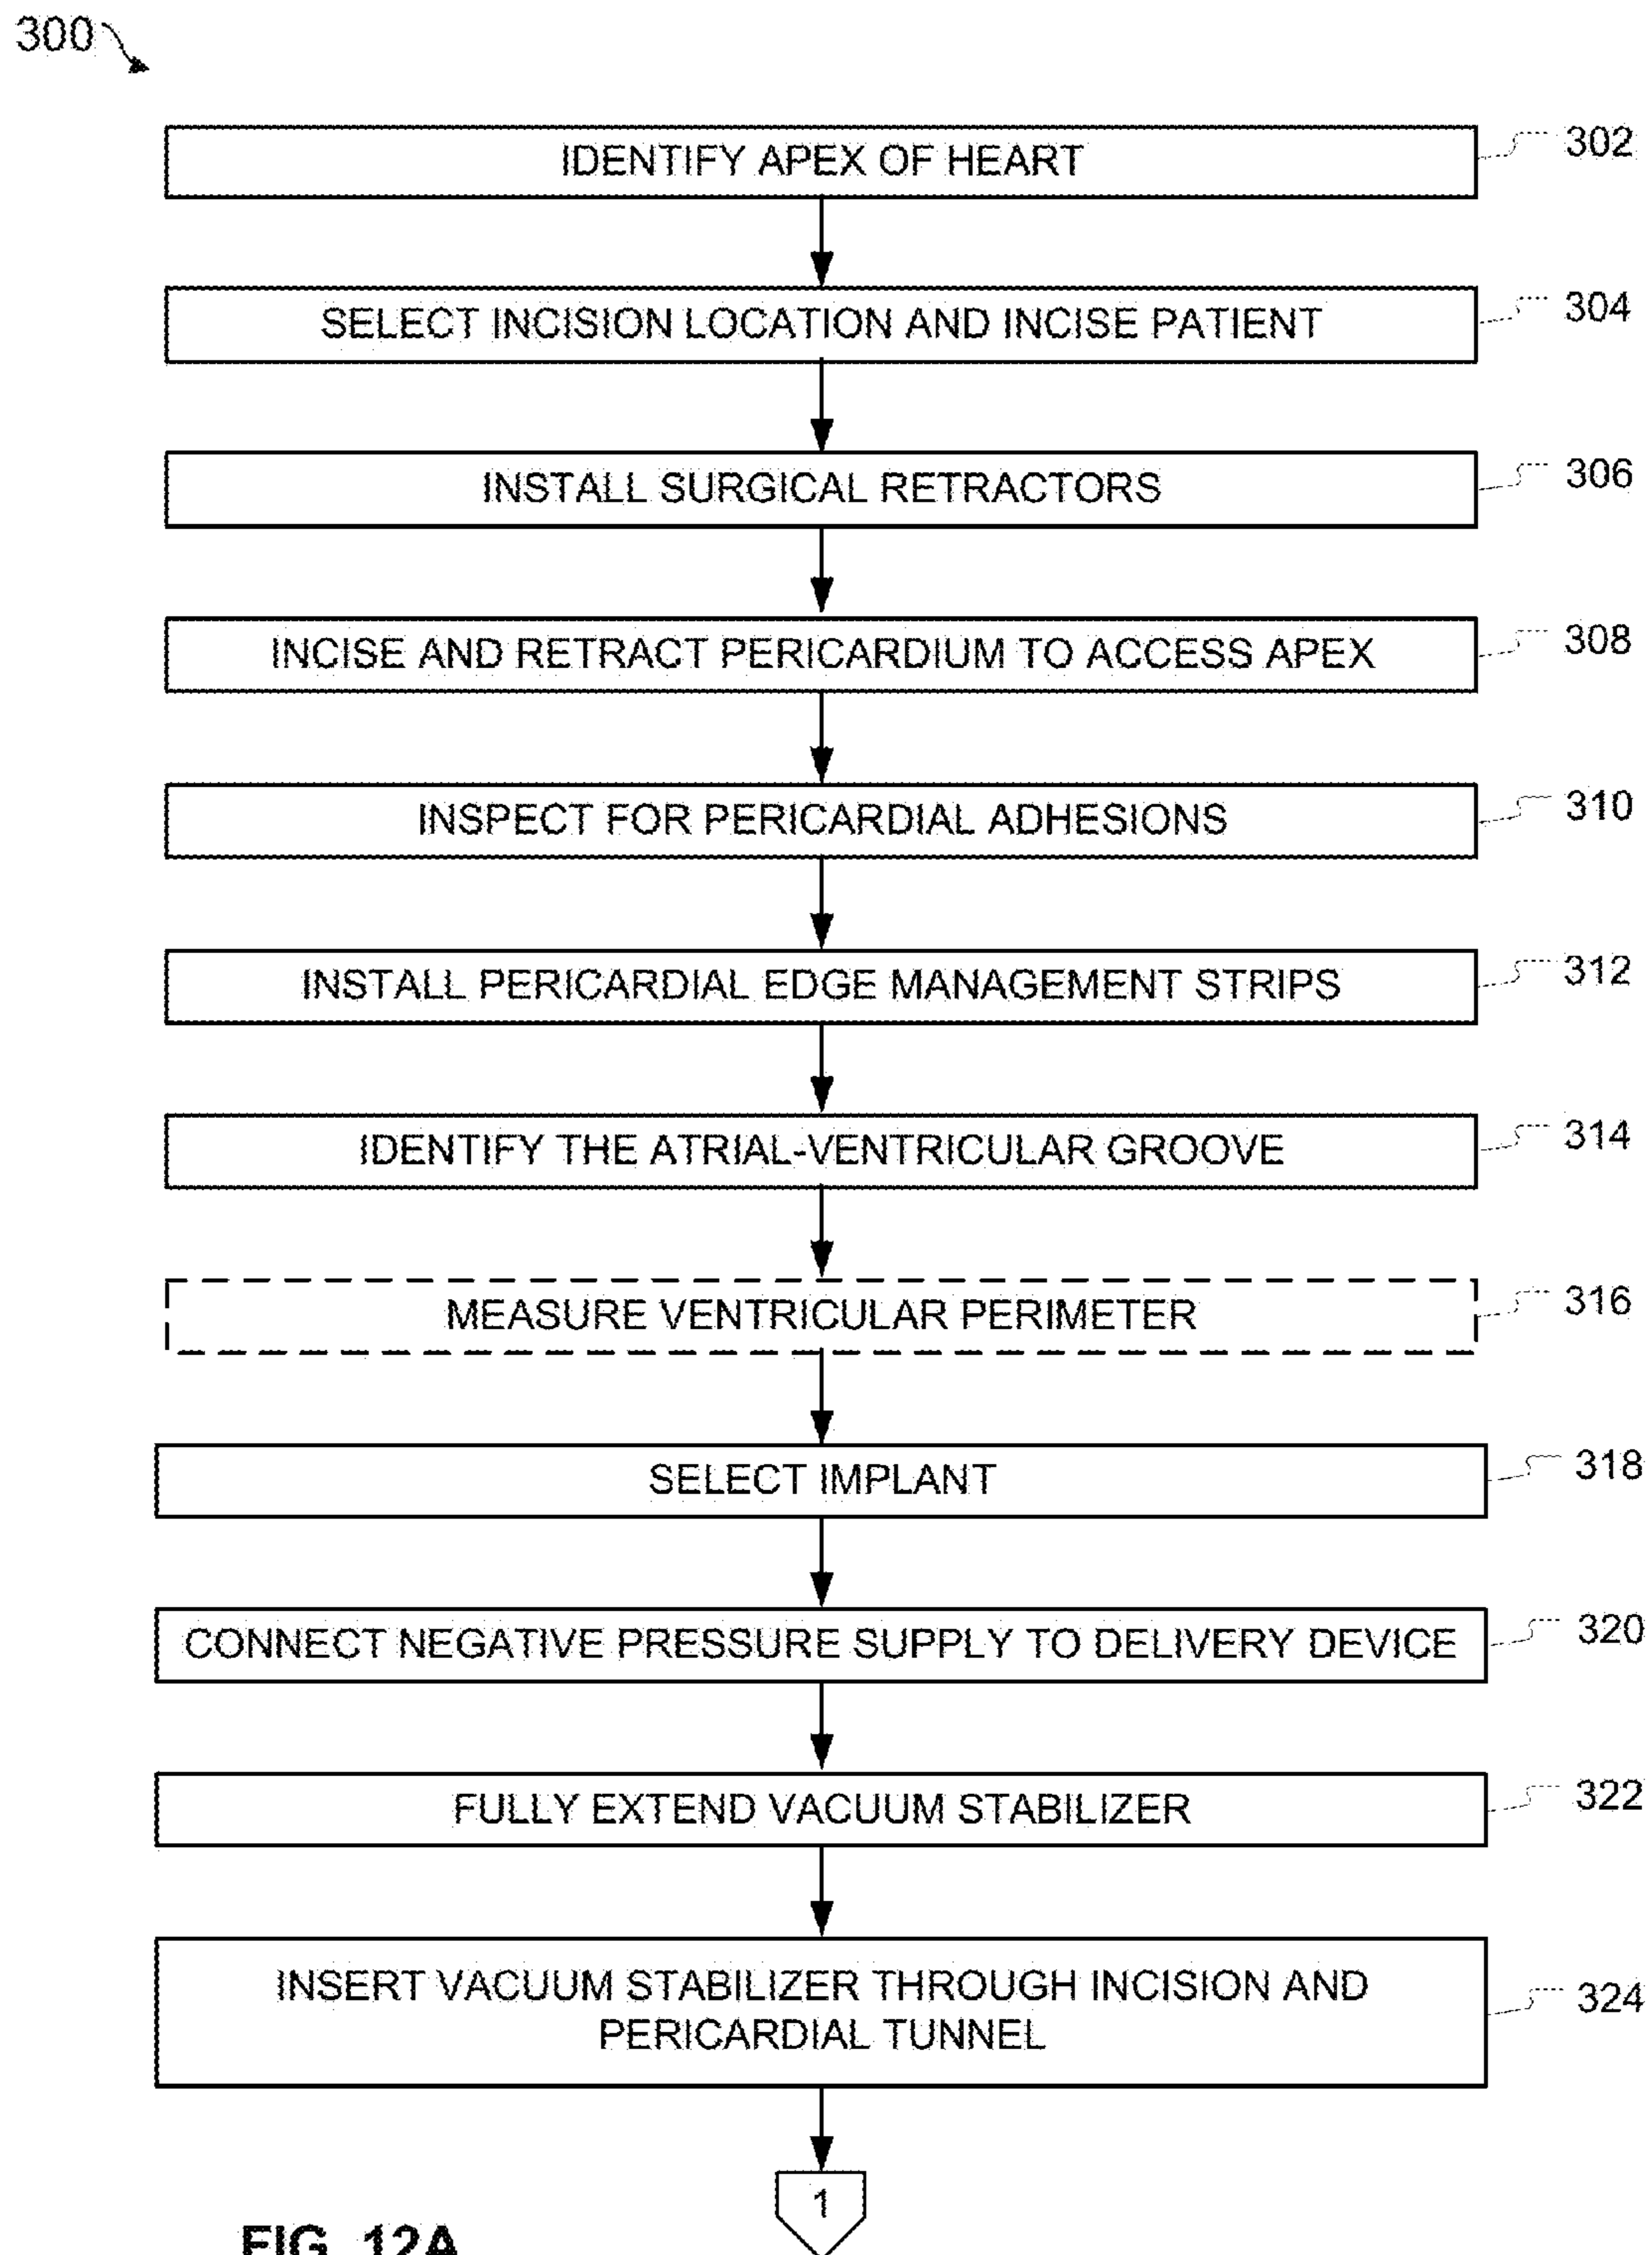 300
IDENTIFY APEX OF HEART
302
SELECT INCISION LOCATION AND INCISE PATIENT
304
INSTALL SURGICAL RETRACTORS
306
INCISE AND RETRACT PERICARDIUM TO ACCESS APEX
308
INSPECT FOR PERICARDIAL ADHESIONS
310
INSTALL PERICARDIAL EDGE MANAGEMENT STRIPS
312
IDENTIFY THE ATRIAL-VENTRICULAR GROOVE
314
MEASURE VENTRICULAR PERIMETER
316
SELECT IMPLANT
318
CONNECT NEGATIVE PRESSURE SUPPLY TO DELIVERY DEVICE
320
FULLY EXTEND VACUUM STABILIZER
322
INSERT VACUUM STABILIZER THROUGH INCISION AND
PERICARDIAL TUNNEL
324
1
FIG. 12A